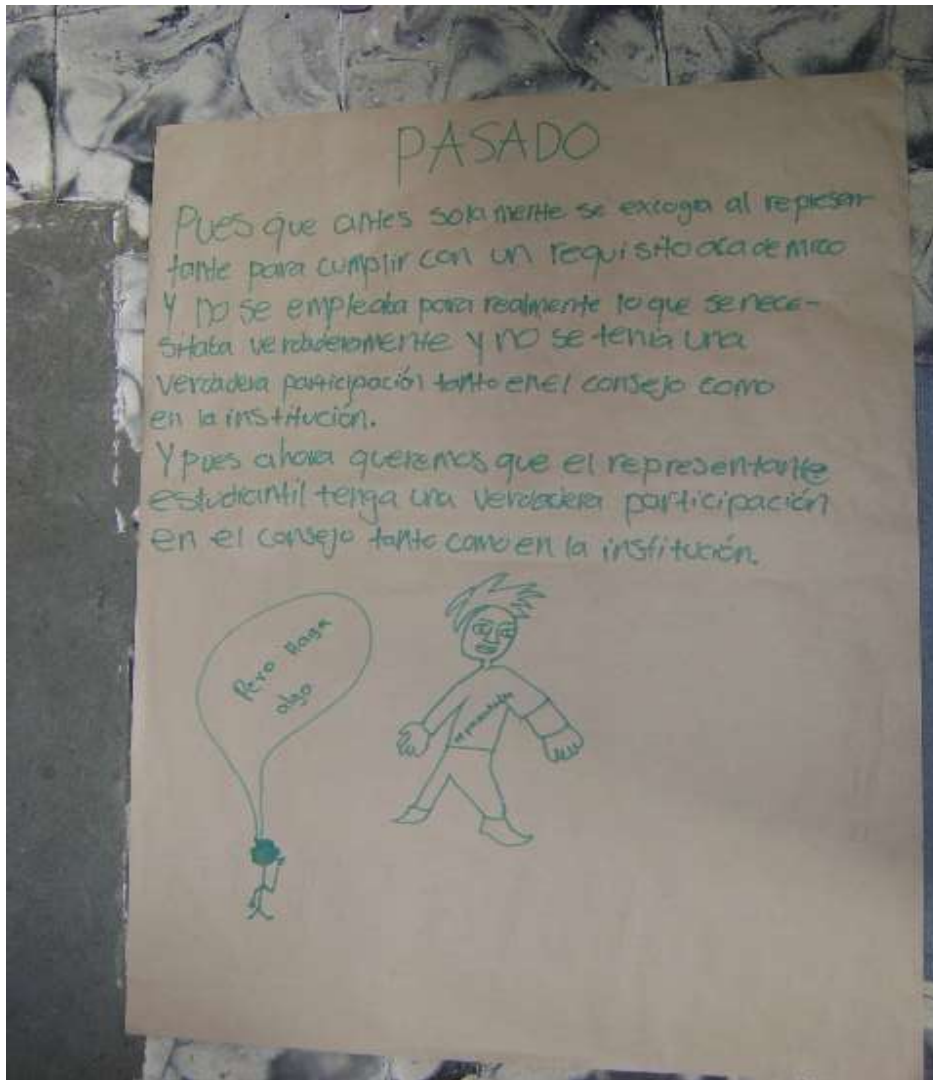 PASADO
Pues que antes solamente se excogia al represen-
tante para cumplir con un requisito academico
Y no se empleaba para realmente lo que se nece-
sitaba verdaderamente y no se tenia una
verdadera participación tanto en el consejo como
en la institución.
Y pues ahora queremos que el representante
estudiantil tenga una verdadera participación
en el consejo tanto como en la institución.
Pero Haga
algo
representante